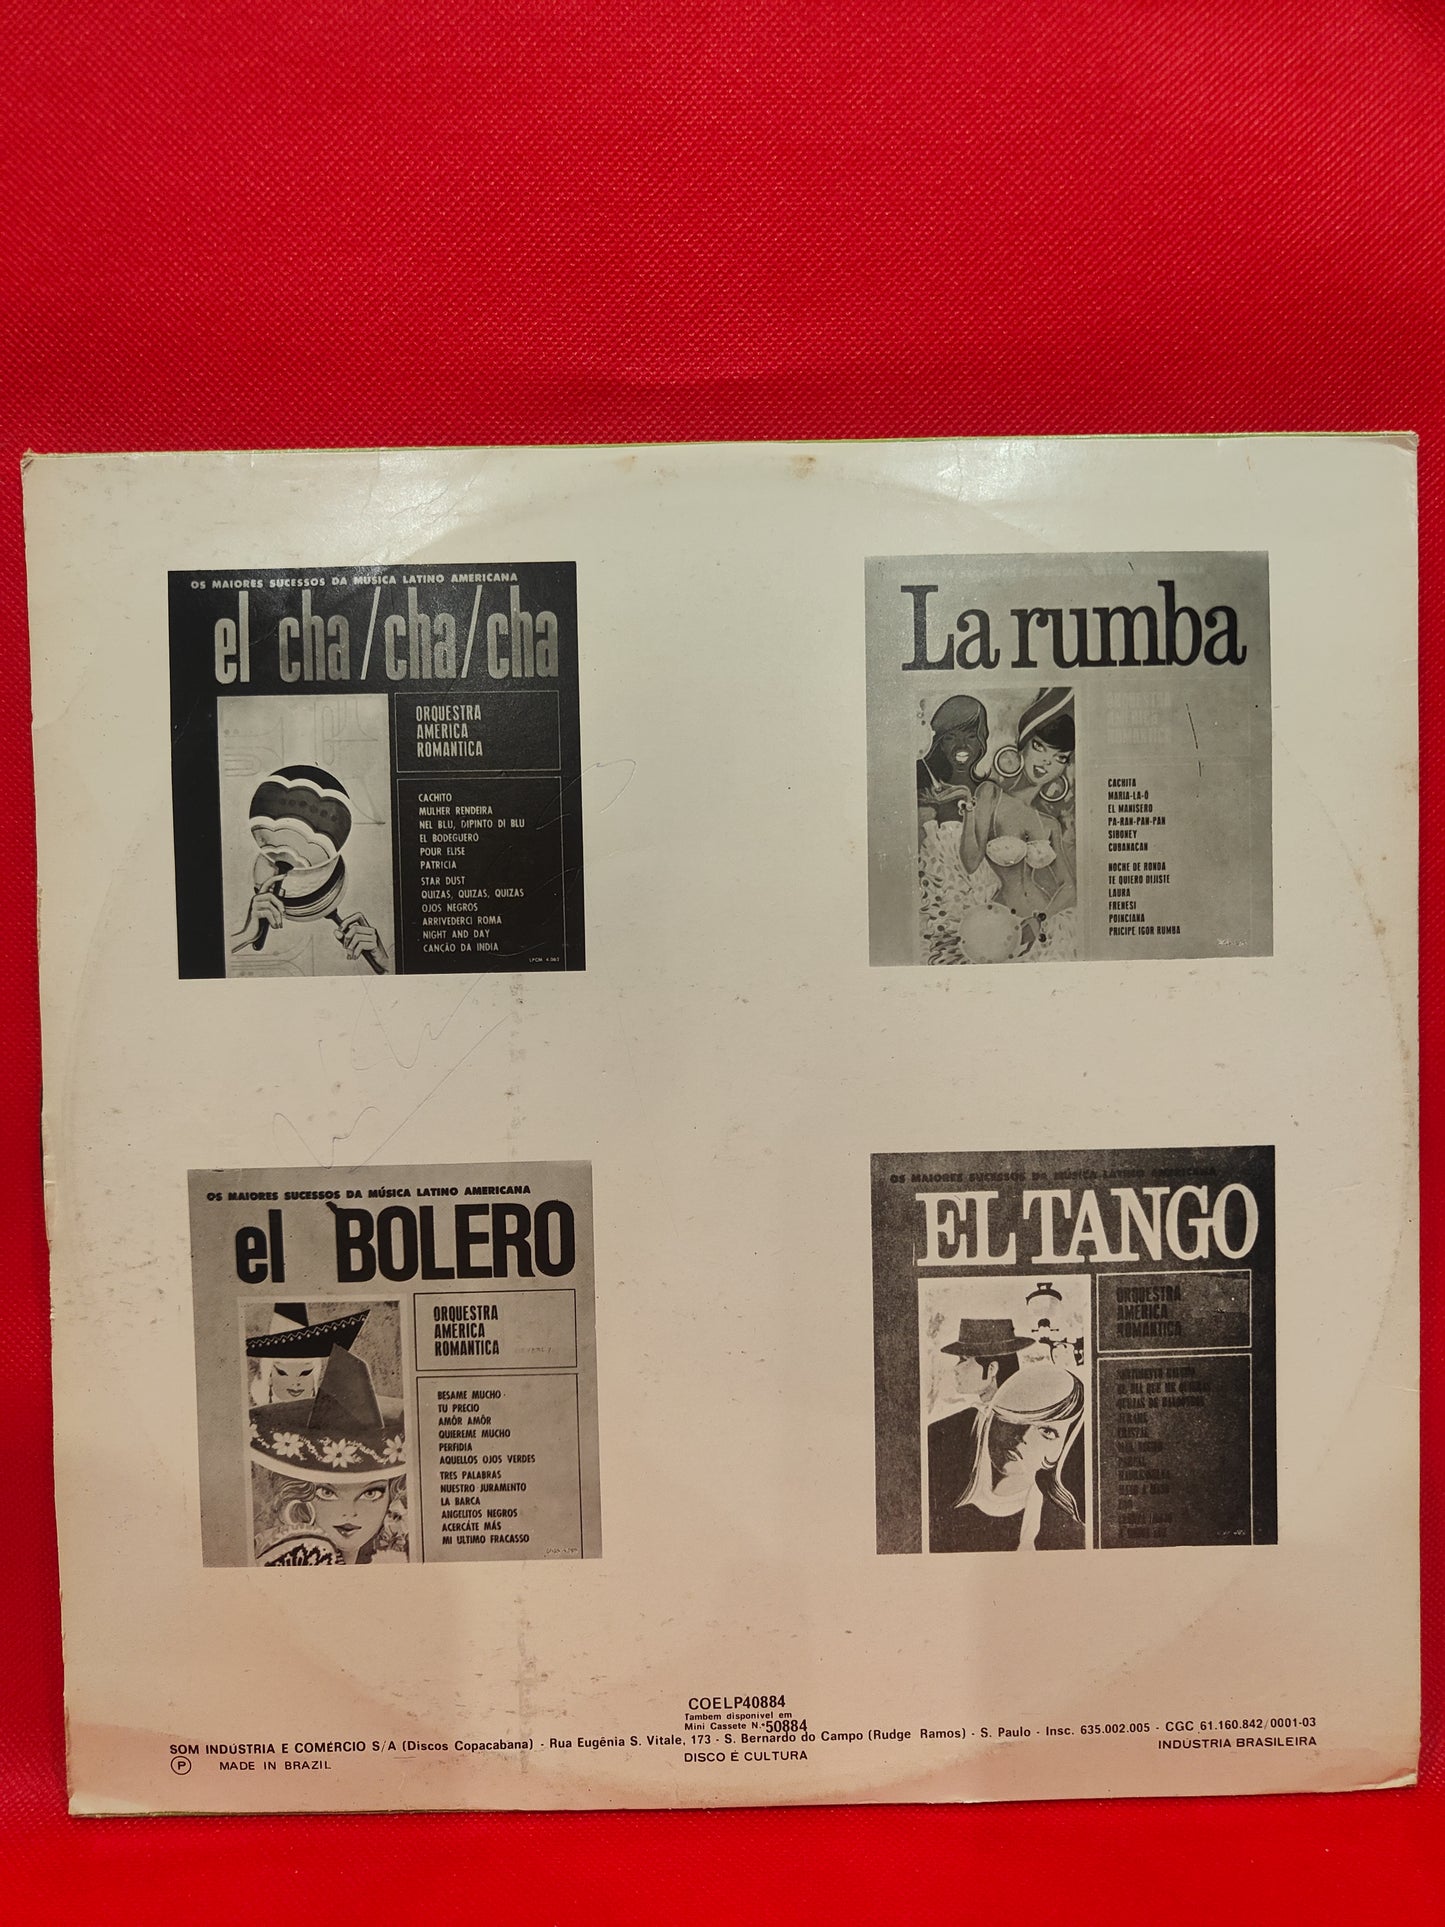 OS MAIORES SUCESSOS DA MÚSICA LATINO AMERICANA
el cha/cha/cha
ORQUESTRA
AMERICA
ROMANTICA
CACHITO
MULHER RENDEIRA
NEL BLU, DIPINTO DI BLU
EL BODEGUERO
POUR ELISE
PATRICIA
STAR DUST
QUIZAS, QUIZAS, QUIZAS
OJOS NEGROS
ARRIVEDERCI ROMA
NIGHT AND DAY
CANÇÃO DA INDIA
LATINO AMERICANA
La rumba
ORQUESTRA
AMERICA
ROMANTICA
CACHITA
MARIA-LA-Ó
EL MANISERO
PA-RAN-PAN-PAN
SIBONEY
CUBANACAN
NOCHE DE RONDA
TE QUIERO DIJISTE
LAURA
FRENESI
POINCIANA
PRICIPE IGOR RUMBA
OS MAIORES SUCESSOS DA MÚSICA LATINO AMERICANA
el BOLERO
ORQUESTRA
AMERICA
ROMANTICA
BESAME MUCHO
TU PRECIO
AMÔR AMÔR
QUIEREME MUCHO
PERFIDIA
AQUELLOS OJOS VERDES
TRES PALABRAS
NUESTRO JURAMENTO
LA BARCA
ANGELITOS NEGROS
ACERCÁTE MÁS
MI ULTIMO FRACASSO
OS MAIORES SUCESSOS DA MÚSICA LATINO AMERICANA
EL TANGO
ORQUESTRA
AMERICA
ROMANTICA
COELP40884
Tambem disponivel em
Mini Cassete N.º 50884
SOM INDÚSTRIA E COMÉRCIO S/A (Discos Copacabana) - Rua Eugênia S. Vitale, 173 - S. Bernardo do Campo (Rudge Ramos) - S. Paulo - Insc. 635.002.005 - CGC 61.160.842/0001-03
P MADE IN BRAZIL DISCO É CULTURA INDÚSTRIA BRASILEIRA